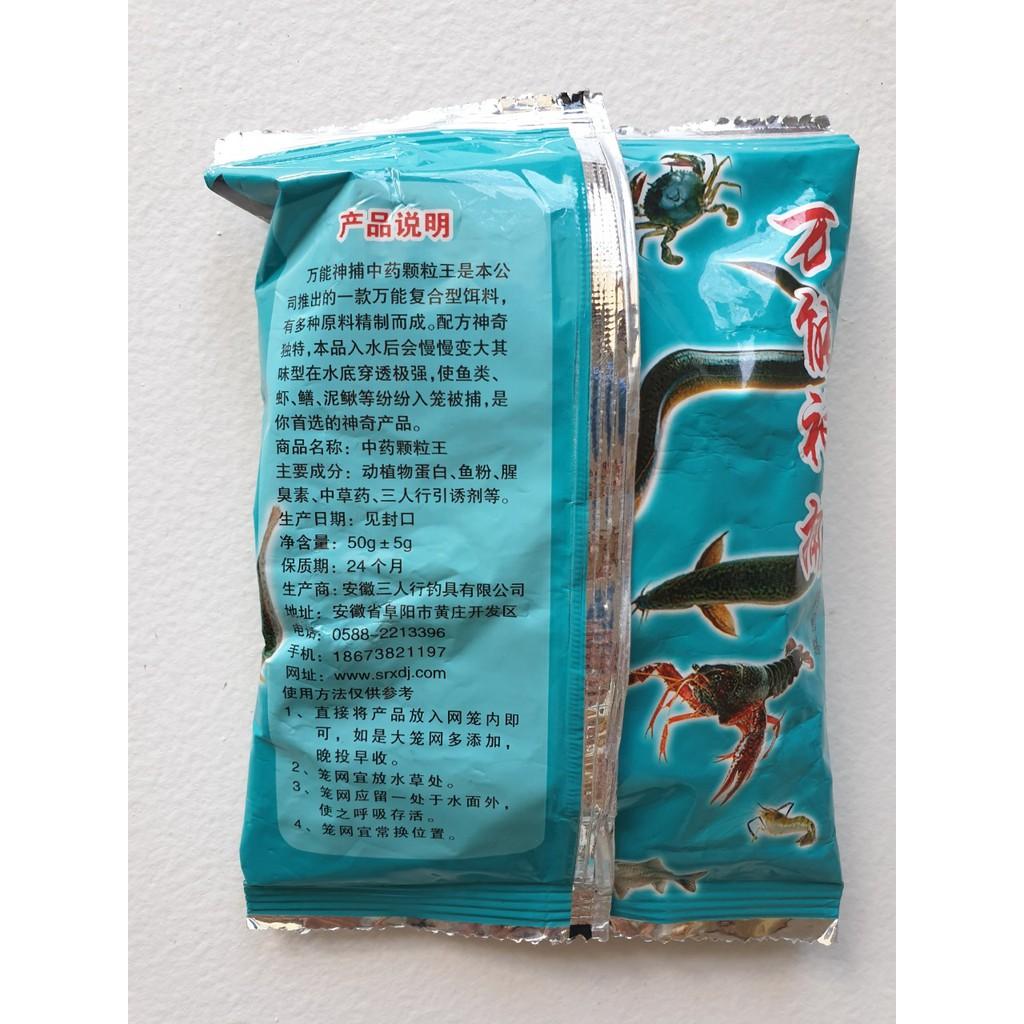 产品说明
万能神捕中药颗粒王是本公
司推出的一款万能复合型饵料，
有多种原料精制而成。配方神奇
独特，本品入水后会慢慢变大其
味型在水底穿透极强，使鱼类、
虾、鳝、泥鳅等纷纷入笼被捕，是
你首选的神奇产品。
商品名称：中药颗粒王
主要成分：动植物蛋白、鱼粉、腥
臭素、中草药、三人行引诱剂等。
生产日期：见封口
净含量：50g±5g
保质期：24个月
生产商：安徽三人行钓具有限公司
地址：安徽省阜阳市黄庄开发区
电话：0588-2213396
手机：18673821197
网址：www.srxdj.com
使用方法仅供参考
1、直接将产品放入网笼内即
可，如是大笼网多添加，
晚投早收。
2、笼网宜放水草处。
3、笼网应留一处于水面外，
使之呼吸存活。
4、笼网宜常换位置。
万能神